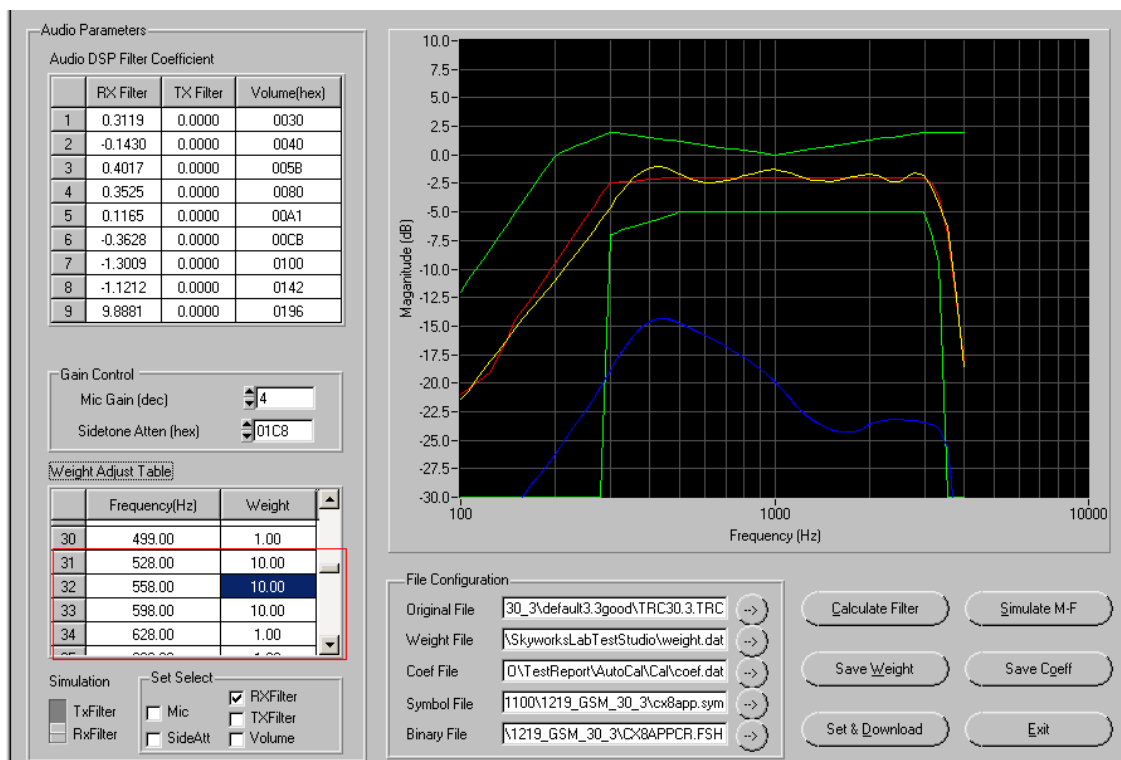 Audio Parameters
Audio DSP Filter Coefficient
RX Filter TX Filter Volume(hex)
1 0.3119 0.0000 0030
2 -0.1430 0.0000 0040
3 0.4017 0.0000 005B
4 0.3525 0.0000 0080
5 0.1165 0.0000 00A1
6 -0.3628 0.0000 00CB
7 -1.3009 0.0000 0100
8 -1.1212 0.0000 0142
9 9.8881 0.0000 0196
Gain Control
Mic Gain (dec) 4
Sidetone Atten (hex) 01C8
Weight Adjust Table
Frequency(Hz) Weight
30 499.00 1.00
31 528.00 10.00
32 558.00 10.00
33 598.00 10.00
34 628.00 1.00
Simulation
TxFilter
RxFilter
Set Select
Mic
SideAtt
RXFilter
TXFilter
Volume
Maganitude (dB)
10.0-
7.5-
5.0-
2.5-
0.0-
-2.5-
-5.0-
-7.5-
-10.0-
-12.5-
-15.0-
-17.5-
-20.0-
-22.5-
-25.0-
-27.5-
-30.0-
100 1000 10000
Frequency (Hz)
File Configuration
Original File 30_3\default3.3good\TRC30.3.TRC -->
Weight File \SkyworksLabTestStudio\weight.dat -->
Coef File O\TestReport\AutoCal\Cal\coef.dat -->
Symbol File 1100\1219_GSM_30_3\cx8app.sym -->
Binary File \1219_GSM_30_3\CX8APPCR.FSH -->
Calculate Filter Simulate M-F
Save Weight Save Coeff
Set & Download Exit